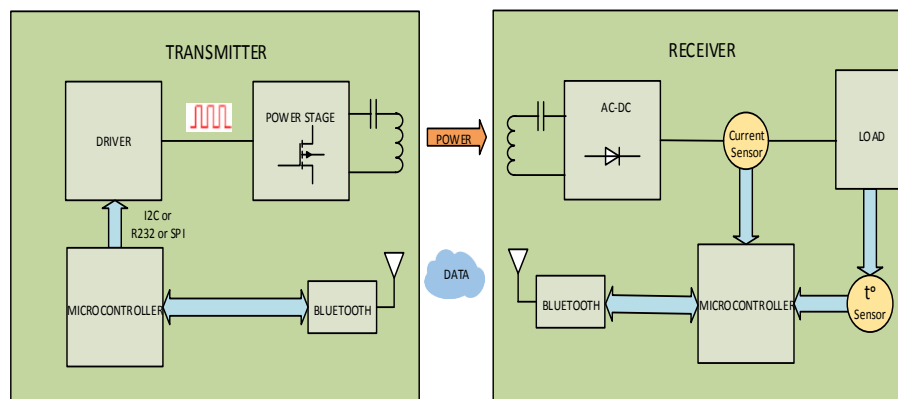 TRANSMITTER
DRIVER
POWER STAGE
I2C or
R232 or SPI
MICROCONTROLLER
BLUETOOTH
POWER
DATA
RECEIVER
AC-DC
Current
Sensor
LOAD
BLUETOOTH
MICROCONTROLLER
t°
Sensor